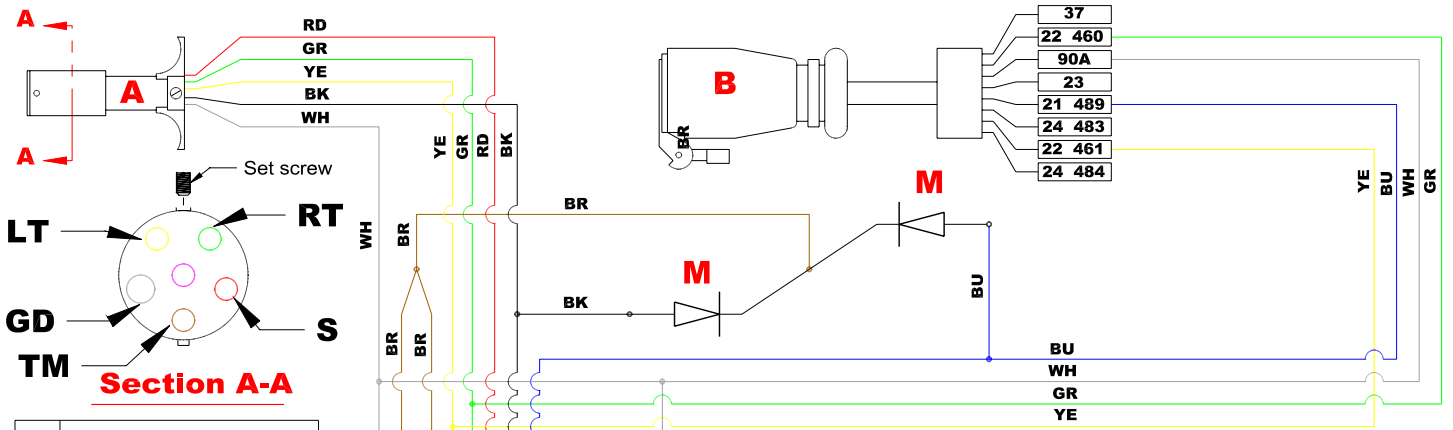 A
RD
GR
YE
BK
WH
A
A
Set screw
LT
RT
GD
S
TM
Section A-A
YE
GR
RD
BK
WH
BR
BR
BR
BR
BK
M
M
BU
B
BR
37
22 460
90A
23
21 489
24 483
22 461
24 484
YE
BU
WH
GR
BU
WH
GR
YE